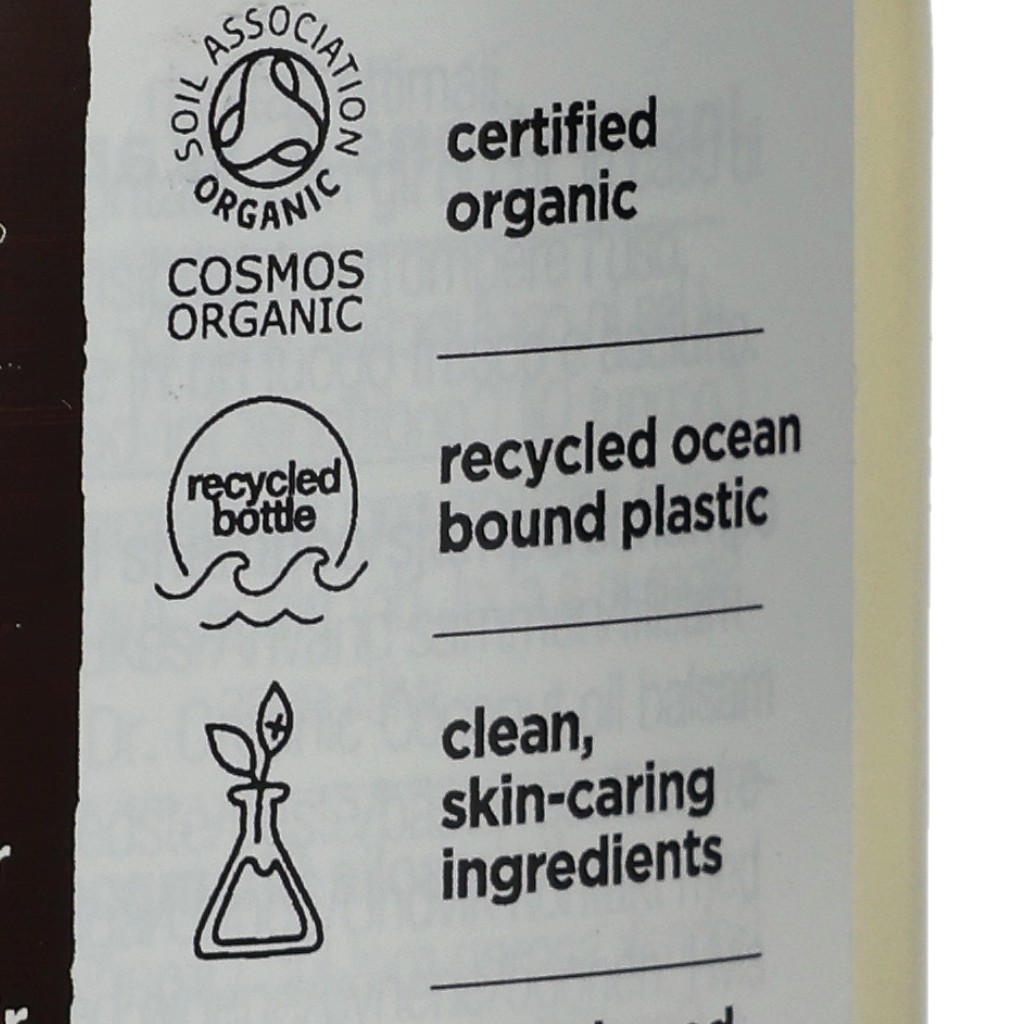 SOIL ASSOCIATION
ORGANIC
COSMOS
ORGANIC
certified
organic
recycled
bottle
recycled ocean
bound plastic
clean,
skin-caring
ingredients